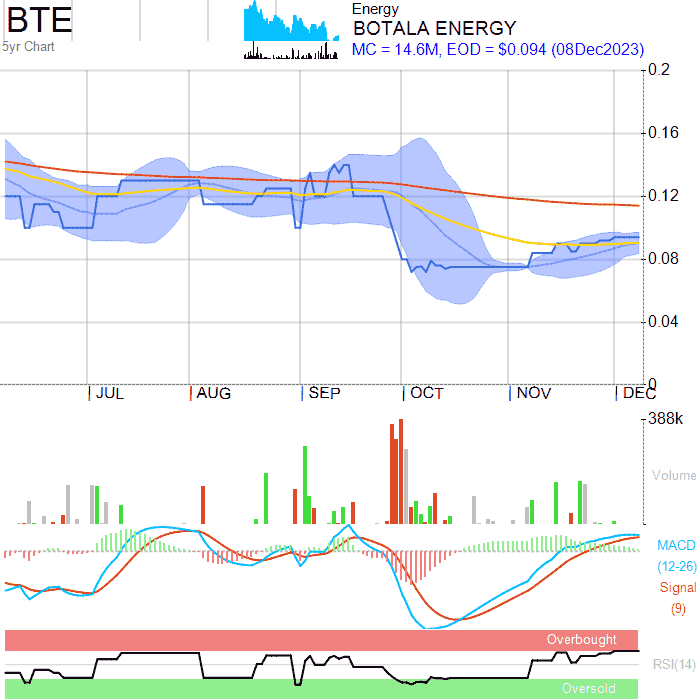 BTE
5yr Chart
Energy
BOTALA ENERGY
MC = 14.6M, EOD = $0.094 (08Dec2023)
0.2
0.16
0.12
0.08
0.04
0
JUL AUG SEP OCT NOV DEC
388k
Volume
MACD
(12-26)
Signal
(9)
Overbought
RSI(14)
Oversold